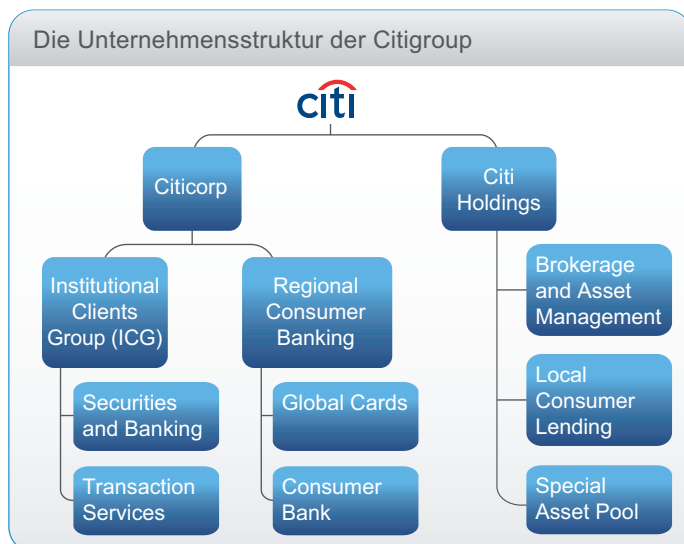 Die Unternehmensstruktur der Citigroup
citi
Citicorp
Citi
Holdings
Institutional
Clients
Group (ICG)
Regional
Consumer
Banking
Brokerage
and Asset
Management
Securities
and Banking
Global Cards
Local
Consumer
Lending
Transaction
Services
Consumer
Bank
Special
Asset Pool